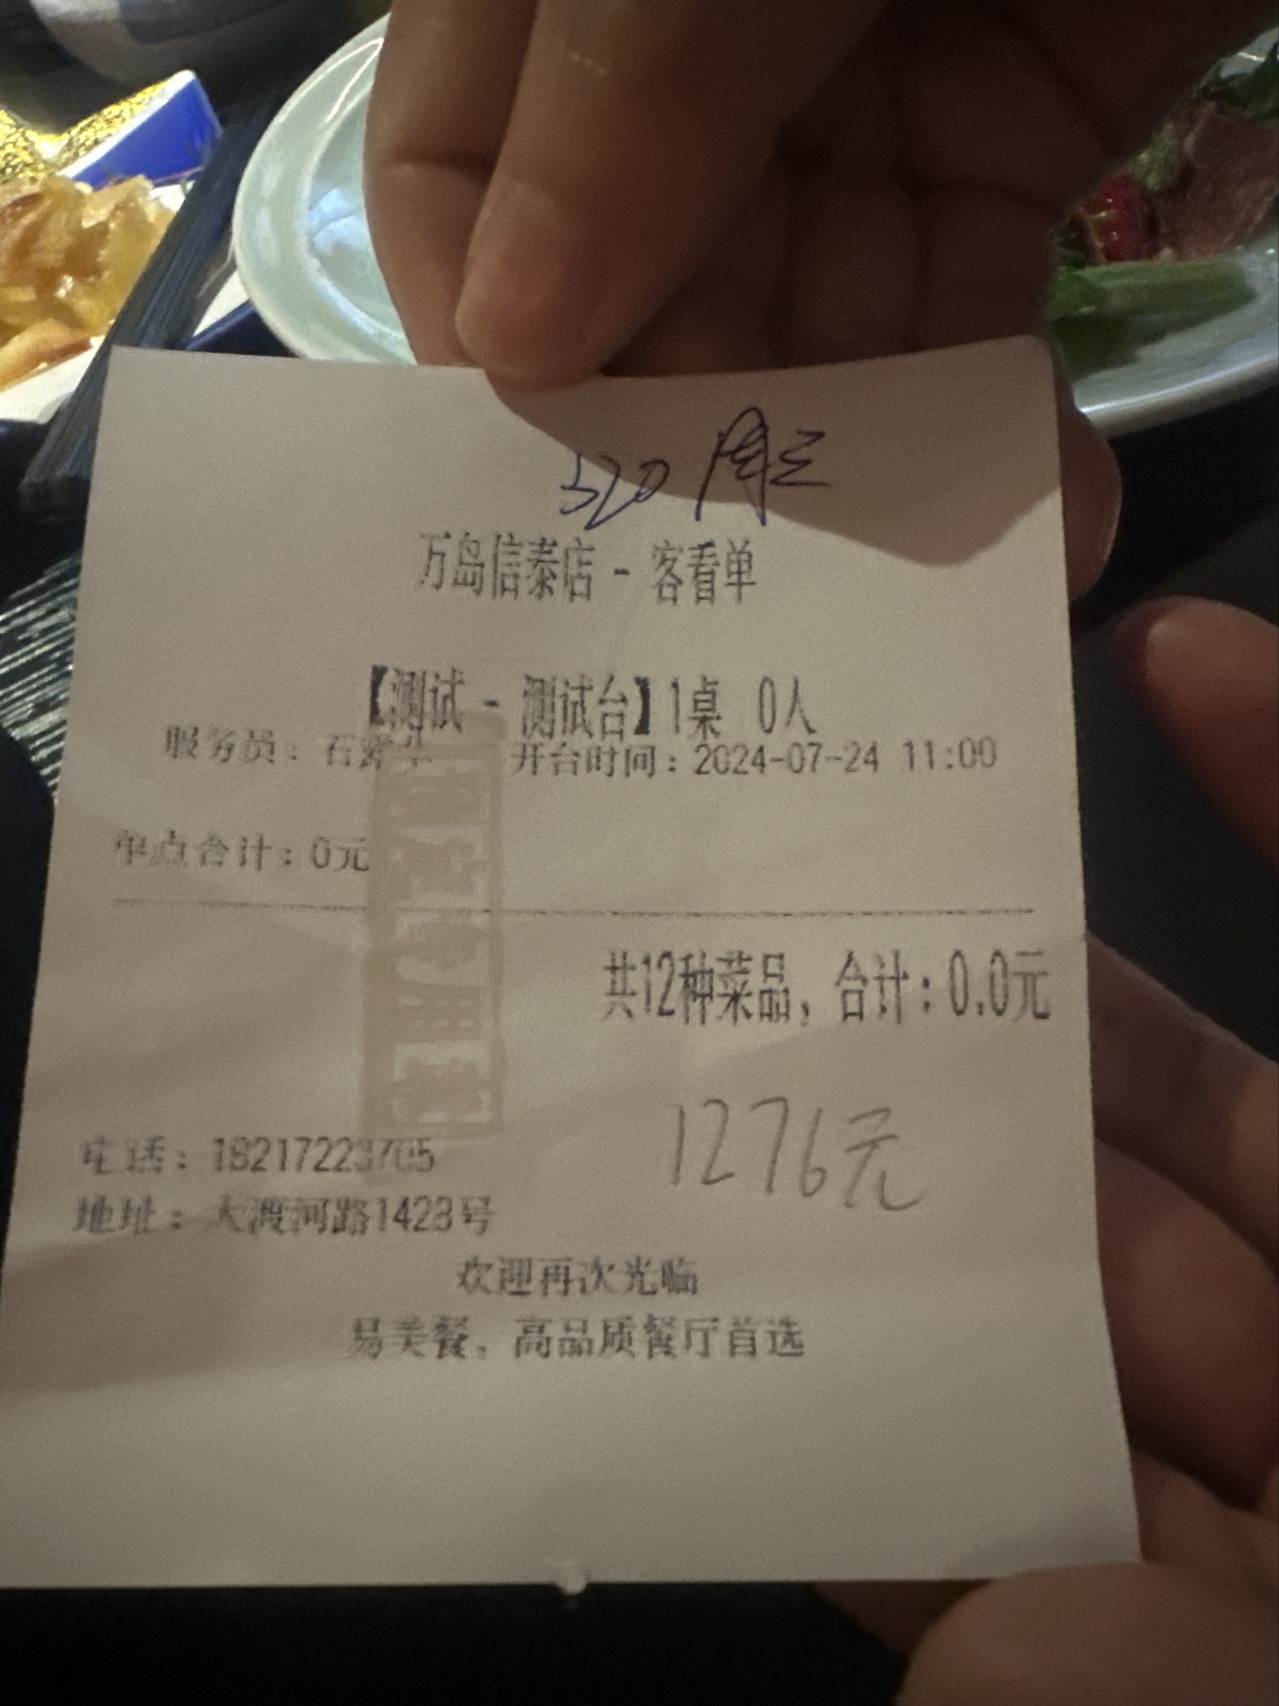 320 周三
万岛信泰店 - 客看单
【测试 - 测试台】1桌 0人
服务员：石 开台时间：2024-07-24 11:00
单点合计：0元
共12种菜品，合计：0.0元
1276元
电话：18217223705
地址：大渡河路1428号
欢迎再次光临
易美餐，高品质餐厅首选